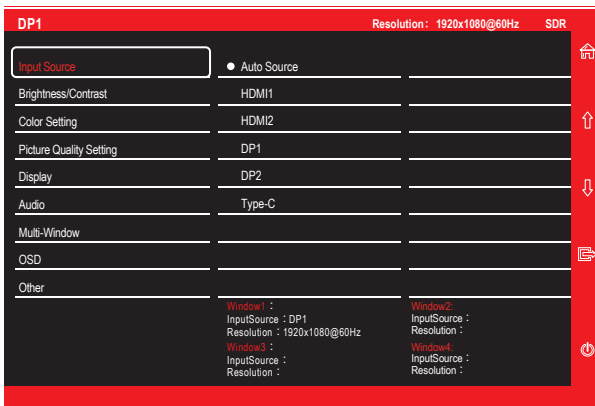 DP1 Resolution： 1920x1080@60Hz SDR
Input Source Auto Source
Brightness/Contrast HDMI1
Color Setting HDMI2
Picture Quality Setting DP1
Display DP2
Audio Type-C
Multi-Window
OSD
Other
Window1： Window2:
InputSource：DP1 InputSource：
Resolution：1920x1080@60Hz Resolution：
Window3： Window4:
InputSource： InputSource：
Resolution： Resolution：